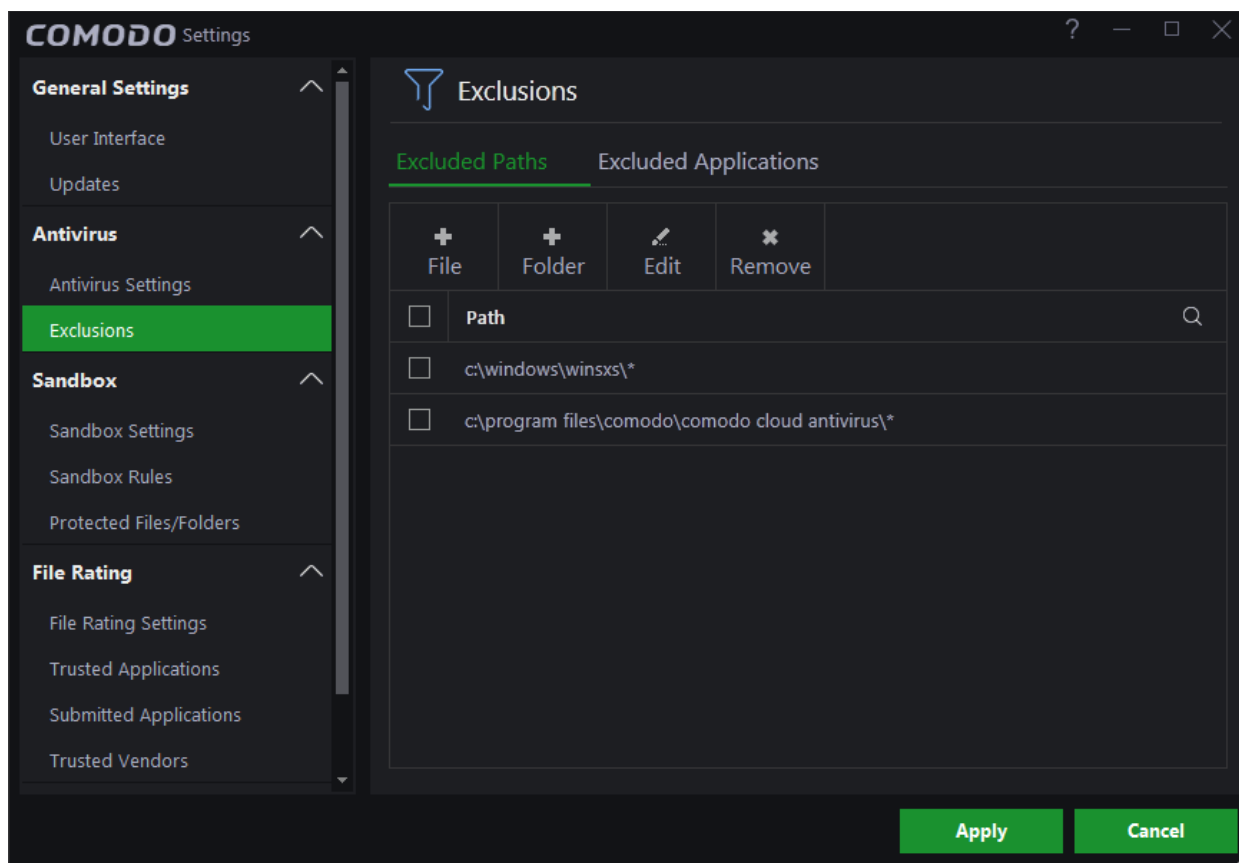 COMODO Settings
?
General Settings
User Interface
Updates
Antivirus
Antivirus Settings
Exclusions
Sandbox
Sandbox Settings
Sandbox Rules
Protected Files/Folders
File Rating
File Rating Settings
Trusted Applications
Submitted Applications
Trusted Vendors
Exclusions
Excluded Paths Excluded Applications
File Folder Edit Remove
Path
c:\windows\winsxs\*
c:\program files\comodo\comodo cloud antivirus\*
Apply Cancel